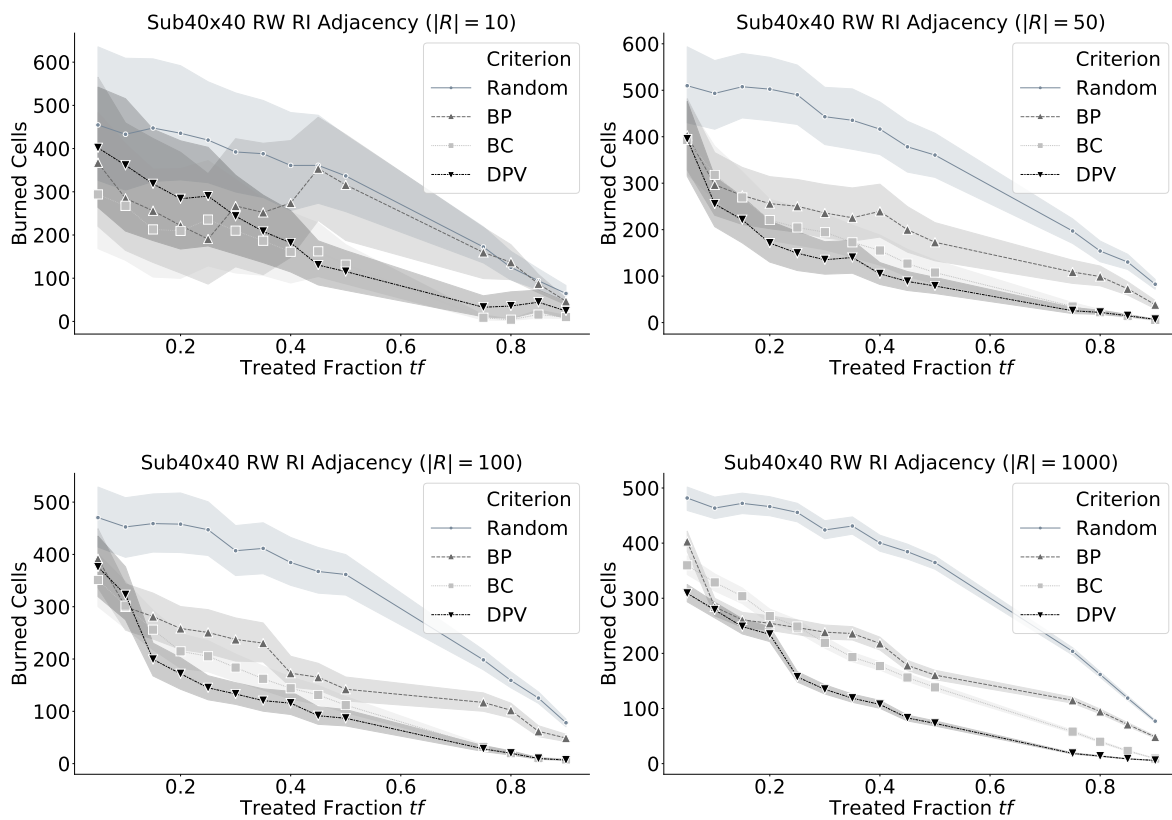 Sub40x40 RW RI Adjacency (|R| = 10)
Burned Cells
600
500
400
300
200
100
0
Criterion
Random
BP
BC
DPV
0.2
0.4
0.6
0.8
Treated Fraction tf
Sub40x40 RW RI Adjacency (|R| = 50)
Burned Cells
600
500
400
300
200
100
0
Criterion
Random
BP
BC
DPV
0.2
0.4
0.6
0.8
Treated Fraction tf
Sub40x40 RW RI Adjacency (|R| = 100)
Burned Cells
500
400
300
200
100
0
Criterion
Random
BP
BC
DPV
0.2
0.4
0.6
0.8
Treated Fraction tf
Sub40x40 RW RI Adjacency (|R| = 1000)
Burned Cells
500
400
300
200
100
0
Criterion
Random
BP
BC
DPV
0.2
0.4
0.6
0.8
Treated Fraction tf